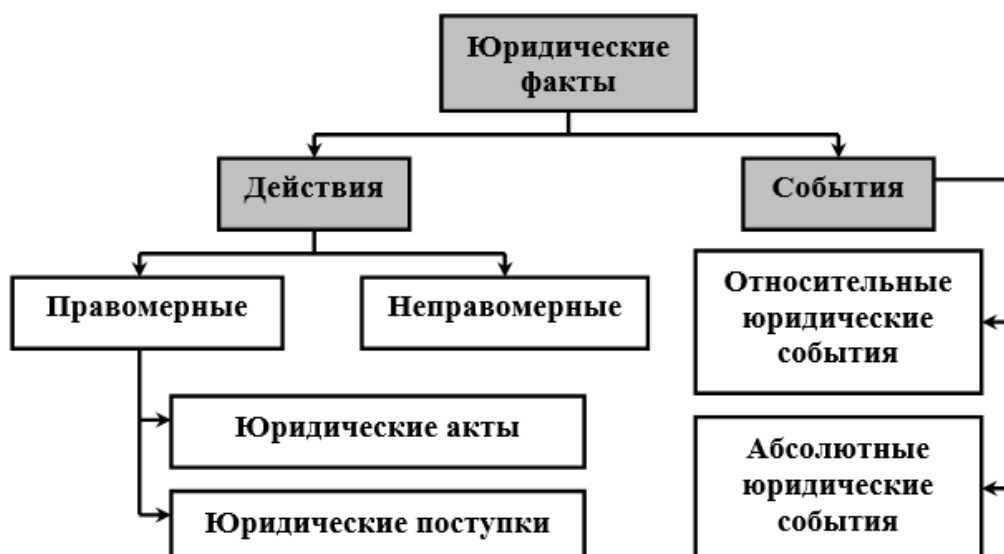 Юридические
факты
Действия
События
Правомерные
Неправомерные
Относительные
юридические
события
Юридические акты
Абсолютные
юридические
события
Юридические поступки